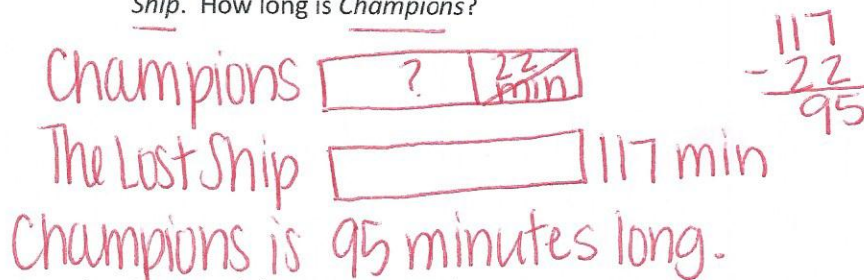 Ship. How long is Champions?
Champions ? 22 min
117
- 22
95
The Lost Ship 117 min
Champions is 95 minutes long.